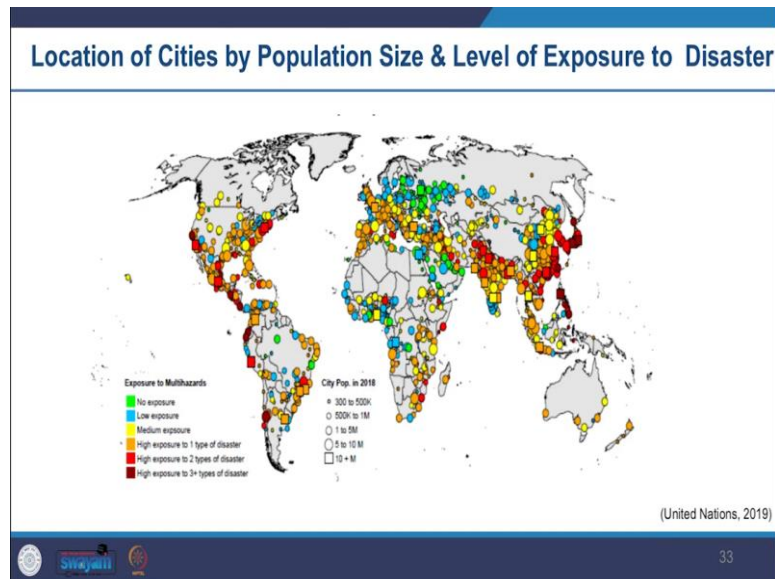 Location of Cities by Population Size & Level of Exposure to Disaster
Exposure to Multihazards
No exposure
Low exposure
Medium exposure
High exposure to 1 type of disaster
High exposure to 2 types of disaster
High exposure to 3+ types of disaster
City Pop. in 2018
300 to 500K
500K to 1M
1 to 5M
5 to 10 M
10 + M
(United Nations, 2019)
swayam
33